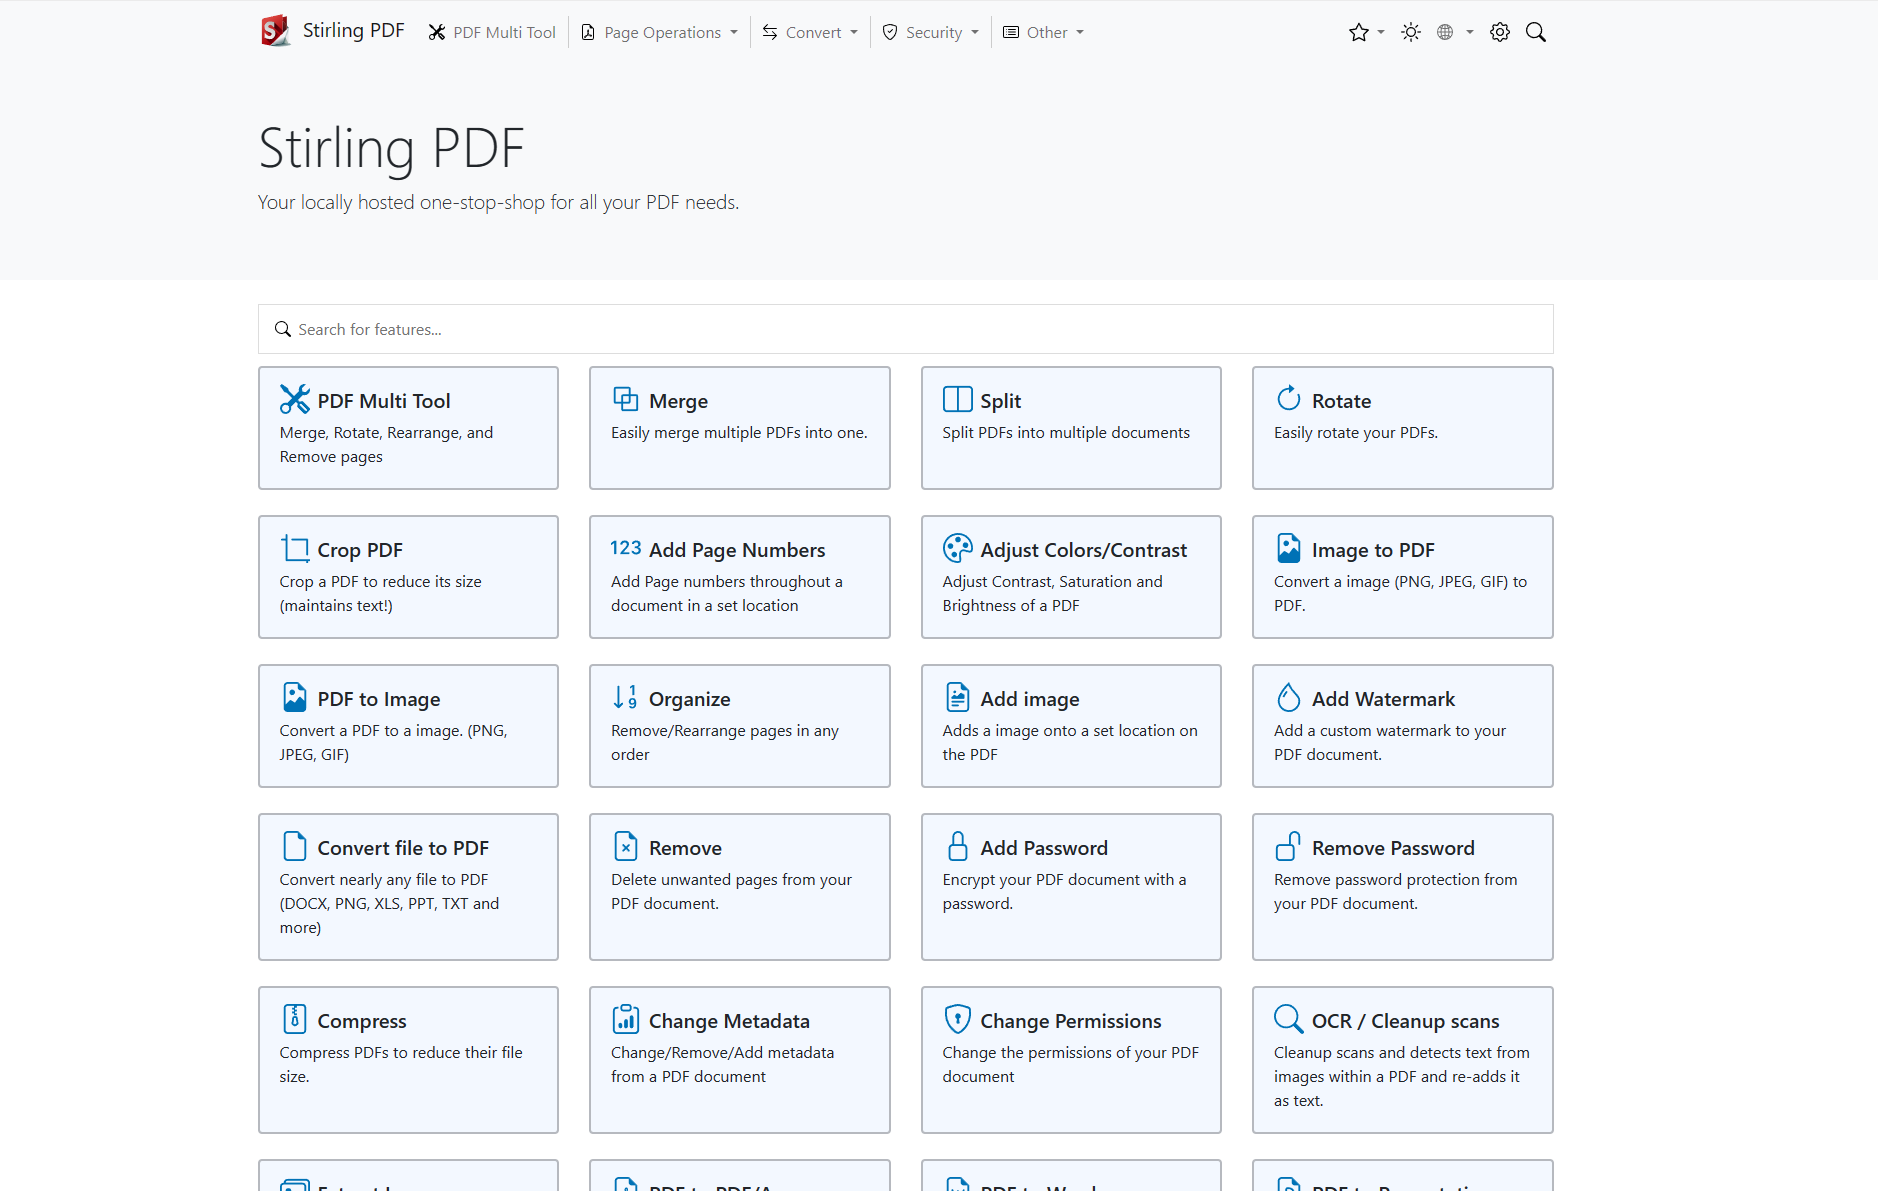 Stirling PDF PDF Multi Tool Page Operations Convert Security Other
Stirling PDF
Your locally hosted one-stop-shop for all your PDF needs.
Search for features...
PDF Multi Tool
Merge, Rotate, Rearrange, and
Remove pages
Merge
Easily merge multiple PDFs into one.
Split
Split PDFs into multiple documents
Rotate
Easily rotate your PDFs.
Crop PDF
Crop a PDF to reduce its size
(maintains text!)
123 Add Page Numbers
Add Page numbers throughout a
document in a set location
Adjust Colors/Contrast
Adjust Contrast, Saturation and
Brightness of a PDF
Image to PDF
Convert a image (PNG, JPEG, GIF) to
PDF.
PDF to Image
Convert a PDF to a image. (PNG,
JPEG, GIF)
Organize
Remove/Rearrange pages in any
order
Add image
Adds a image onto a set location on
the PDF
Add Watermark
Add a custom watermark to your
PDF document.
Convert file to PDF
Convert nearly any file to PDF
(DOCX, PNG, XLS, PPT, TXT and
more)
Remove
Delete unwanted pages from your
PDF document.
Add Password
Encrypt your PDF document with a
password.
Remove Password
Remove password protection from
your PDF document.
Compress
Compress PDFs to reduce their file
size.
Change Metadata
Change/Remove/Add metadata
from a PDF document
Change Permissions
Change the permissions of your PDF
document
OCR / Cleanup scans
Cleanup scans and detects text from
images within a PDF and re-adds it
as text.
PDF to PDF/A
PDF to Word